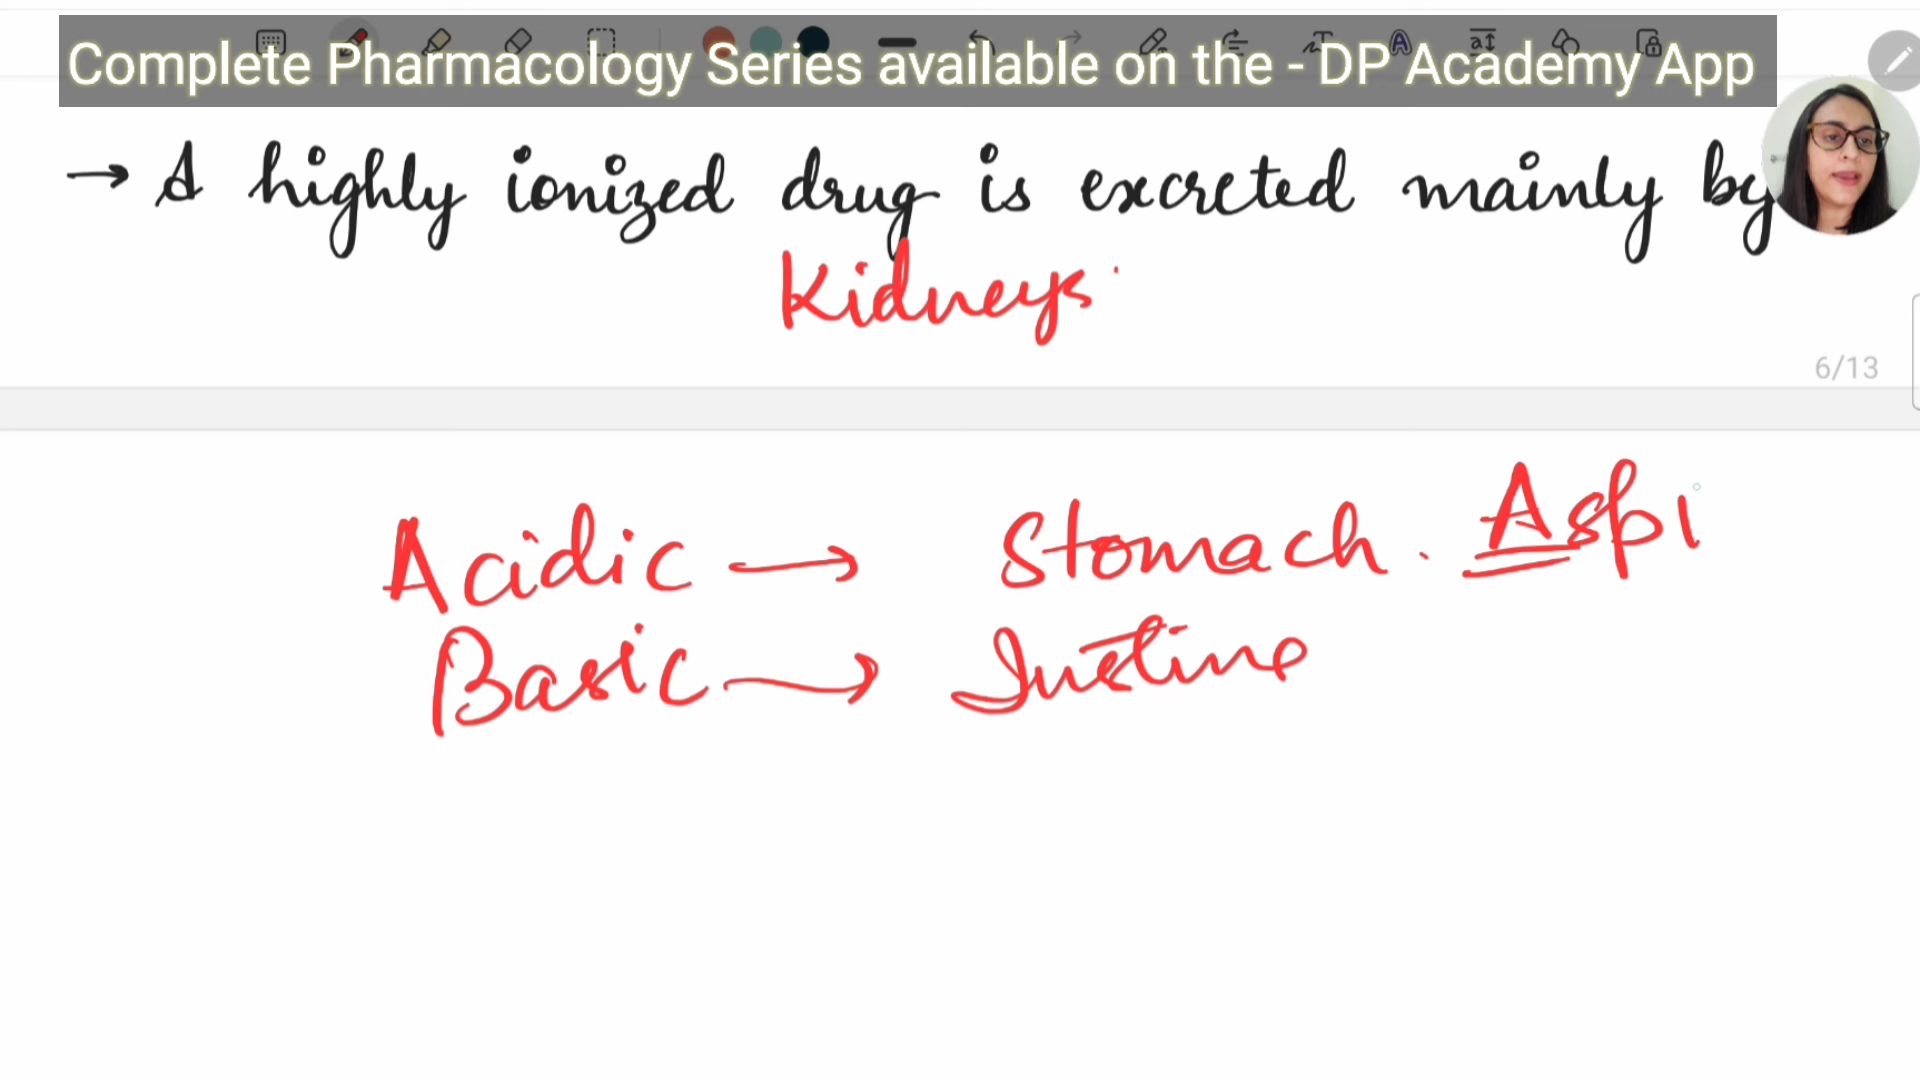 Complete Pharmacology Series available on the - DP Academy App
→ A highly ionized drug is excreted mainly by
Kidneys.
6/13
Acidic → Stomach. Aspi
Basic → Instine